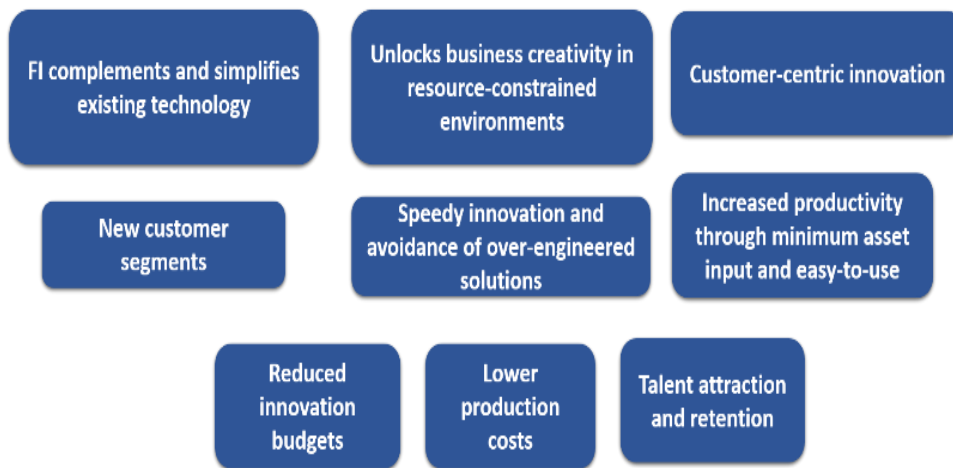 FI complements and simplifies
existing technology
Unlocks business creativity in
resource-constrained
environments
Customer-centric innovation
New customer
segments
Speedy innovation and
avoidance of over-engineered
solutions
Increased productivity
through minimum asset
input and easy-to-use
Reduced
innovation
budgets
Lower
production
costs
Talent attraction
and retention